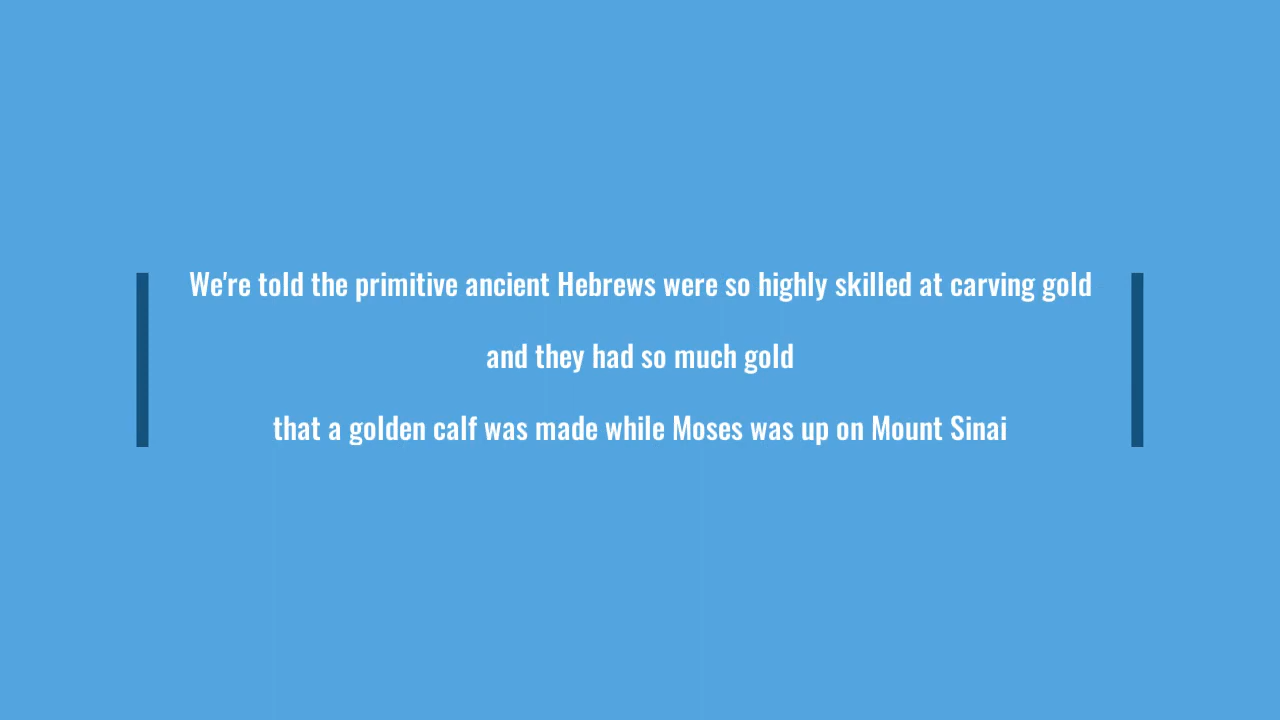 We're told the primitive ancient Hebrews were so highly skilled at carving gold
and they had so much gold
that a golden calf was made while Moses was up on Mount Sinai